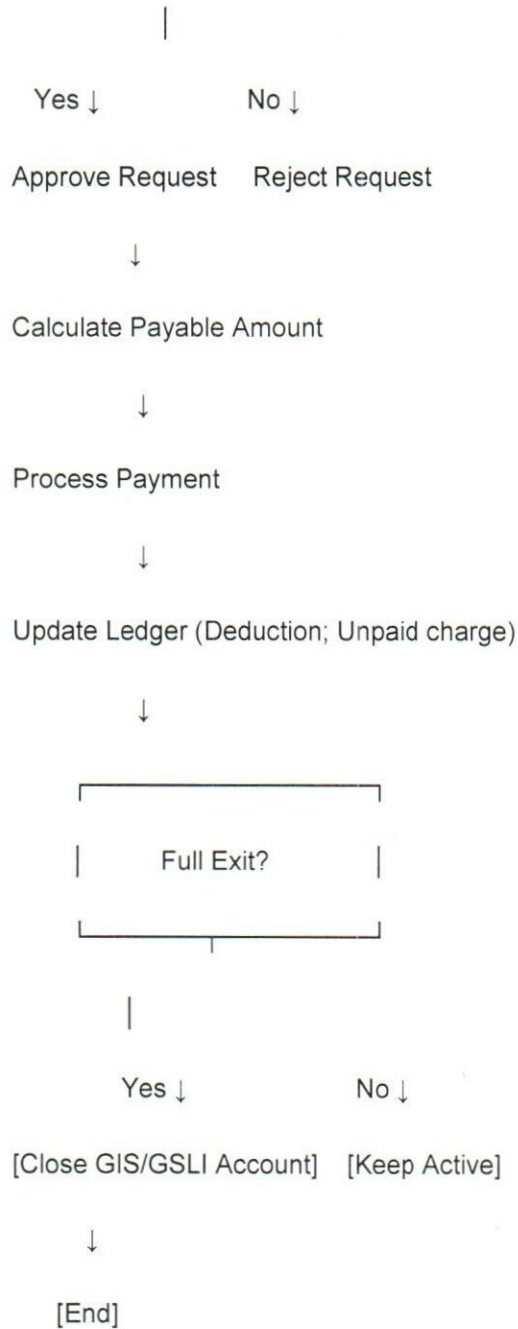 Yes ↓ No ↓
Approve Request Reject Request
↓
Calculate Payable Amount
↓
Process Payment
↓
Update Ledger (Deduction; Unpaid charge)
↓
Full Exit?
Yes ↓ No ↓
[Close GIS/GSLI Account] [Keep Active]
↓
[End]